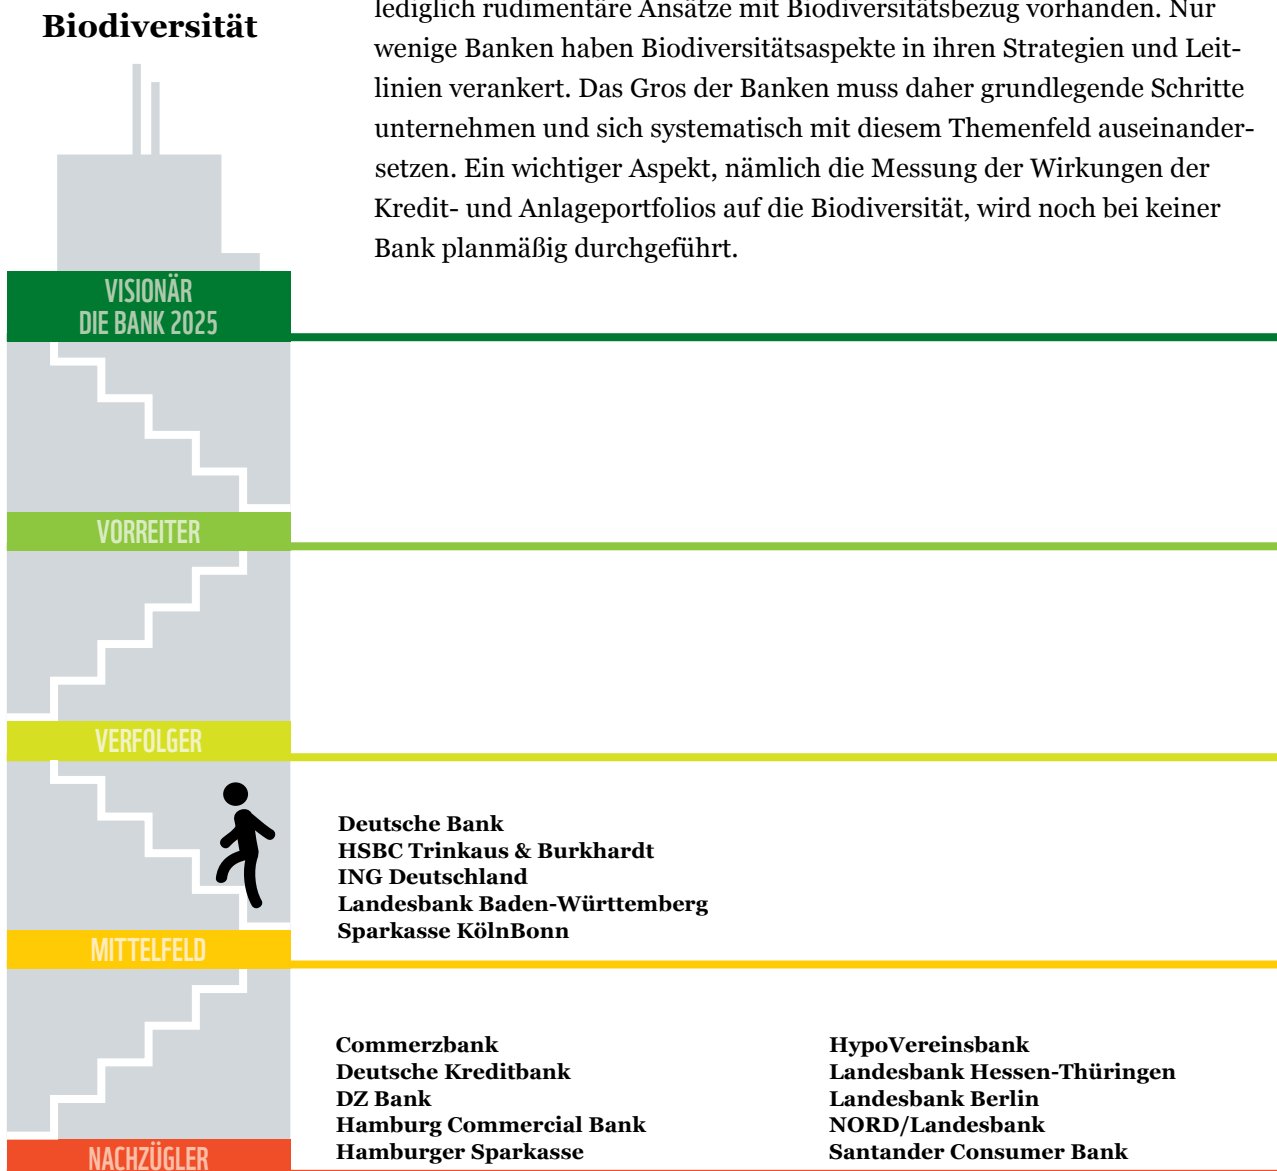 Biodiversität
lediglich rudimentäre Ansätze mit Biodiversitätsbezug vorhanden. Nur
wenige Banken haben Biodiversitätsaspekte in ihren Strategien und Leit-
linien verankert. Das Gros der Banken muss daher grundlegende Schritte
unternehmen und sich systematisch mit diesem Themenfeld auseinander-
setzen. Ein wichtiger Aspekt, nämlich die Messung der Wirkungen der
Kredit- und Anlageportfolios auf die Biodiversität, wird noch bei keiner
Bank planmäßig durchgeführt.
VISIONÄR
DIE BANK 2025
VORREITER
VERFOLGER
Deutsche Bank
HSBC Trinkaus & Burkhardt
ING Deutschland
Landesbank Baden-Württemberg
Sparkasse KölnBonn
MITTELFELD
Commerzbank
Deutsche Kreditbank
DZ Bank
Hamburg Commercial Bank
Hamburger Sparkasse
HypoVereinsbank
Landesbank Hessen-Thüringen
Landesbank Berlin
NORD/Landesbank
Santander Consumer Bank
NACHZÜGLER